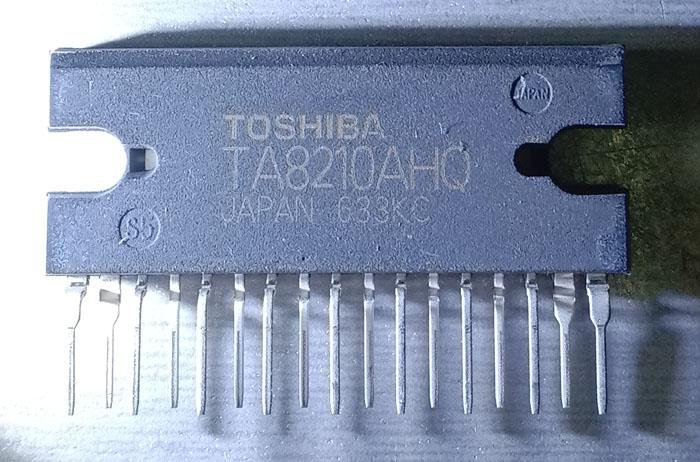 JAPAN
TOSHIBA
TA8210AHQ
JAPAN 633KC
S5